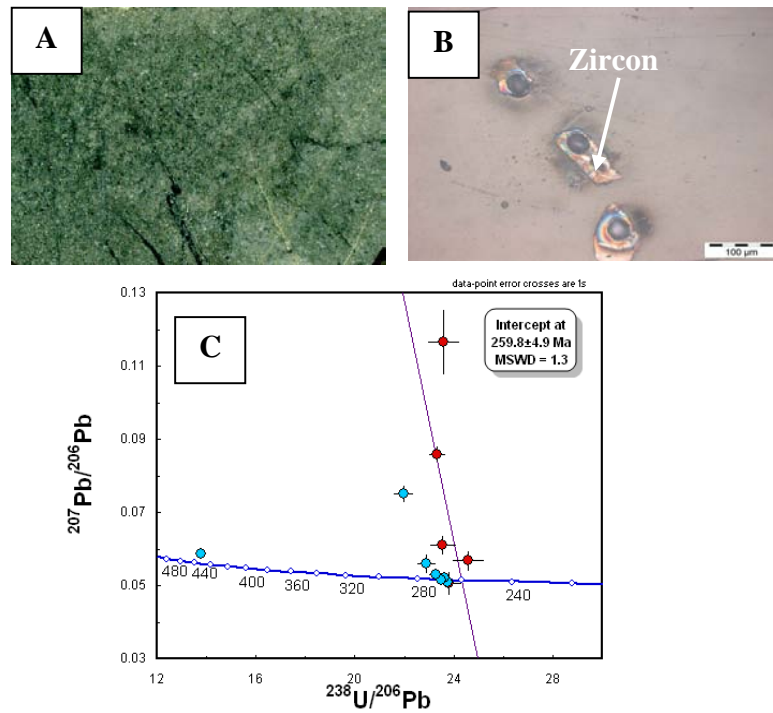 A
B
Zircon
100 µm
data-point error crosses are 1s
C
Intercept at
259.8±4.9 Ma
MSWD = 1.3
0.13
0.11
0.09
0.07
0.05
0.03
207Pb/206Pb
480
440
400
360
320
280
240
12
16
20
24
28
238U/206Pb